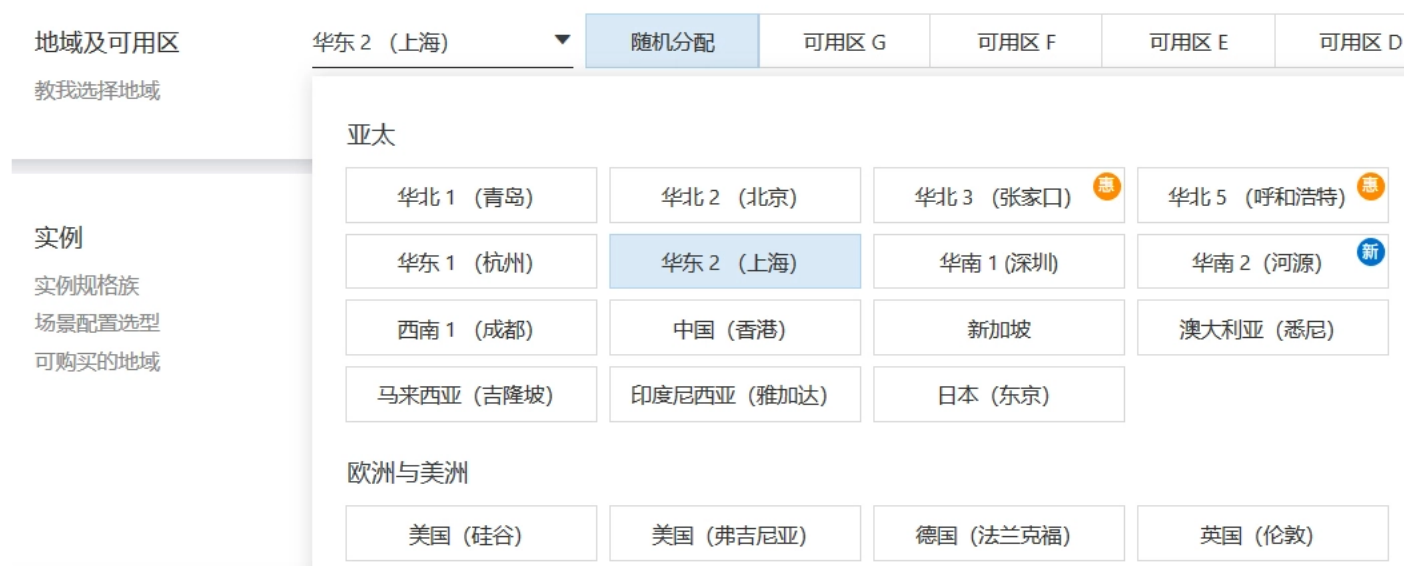 地域及可用区 华东 2 （上海) 随机分配 可用区 G 可用区 F 可用区 E 可用区 D
教我选择地域
亚太
华北 1 （青岛) 华北 2 （北京) 华北 3 （张家口) 惠 华北 5 （呼和浩特) 惠
实例
华东 1 （杭州) 华东 2 （上海) 华南 1 (深圳) 华南 2（河源) 新
实例规格族
场景配置选型
西南 1 （成都) 中国（香港) 新加坡 澳大利亚（悉尼)
可购买的地域
马来西亚（吉隆坡) 印度尼西亚（雅加达) 日本（东京)
欧洲与美洲
美国（硅谷) 美国（弗吉尼亚) 德国（法兰克福) 英国（伦敦)